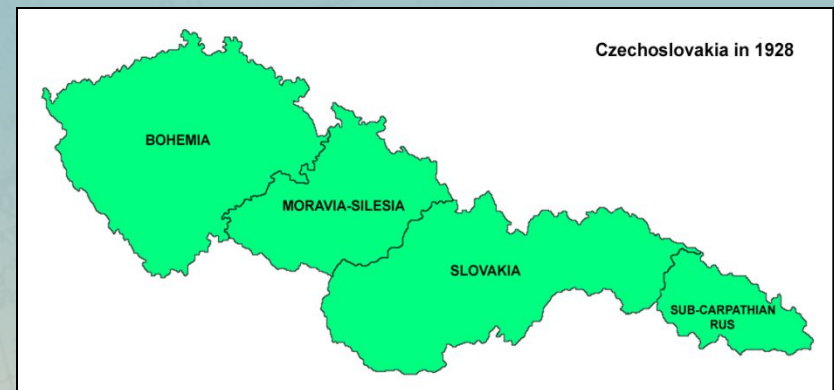 Czechoslovakia in 1928
BOHEMIA
MORAVIA-SILESIA
SLOVAKIA
SUB-CARPATHIAN
RUS